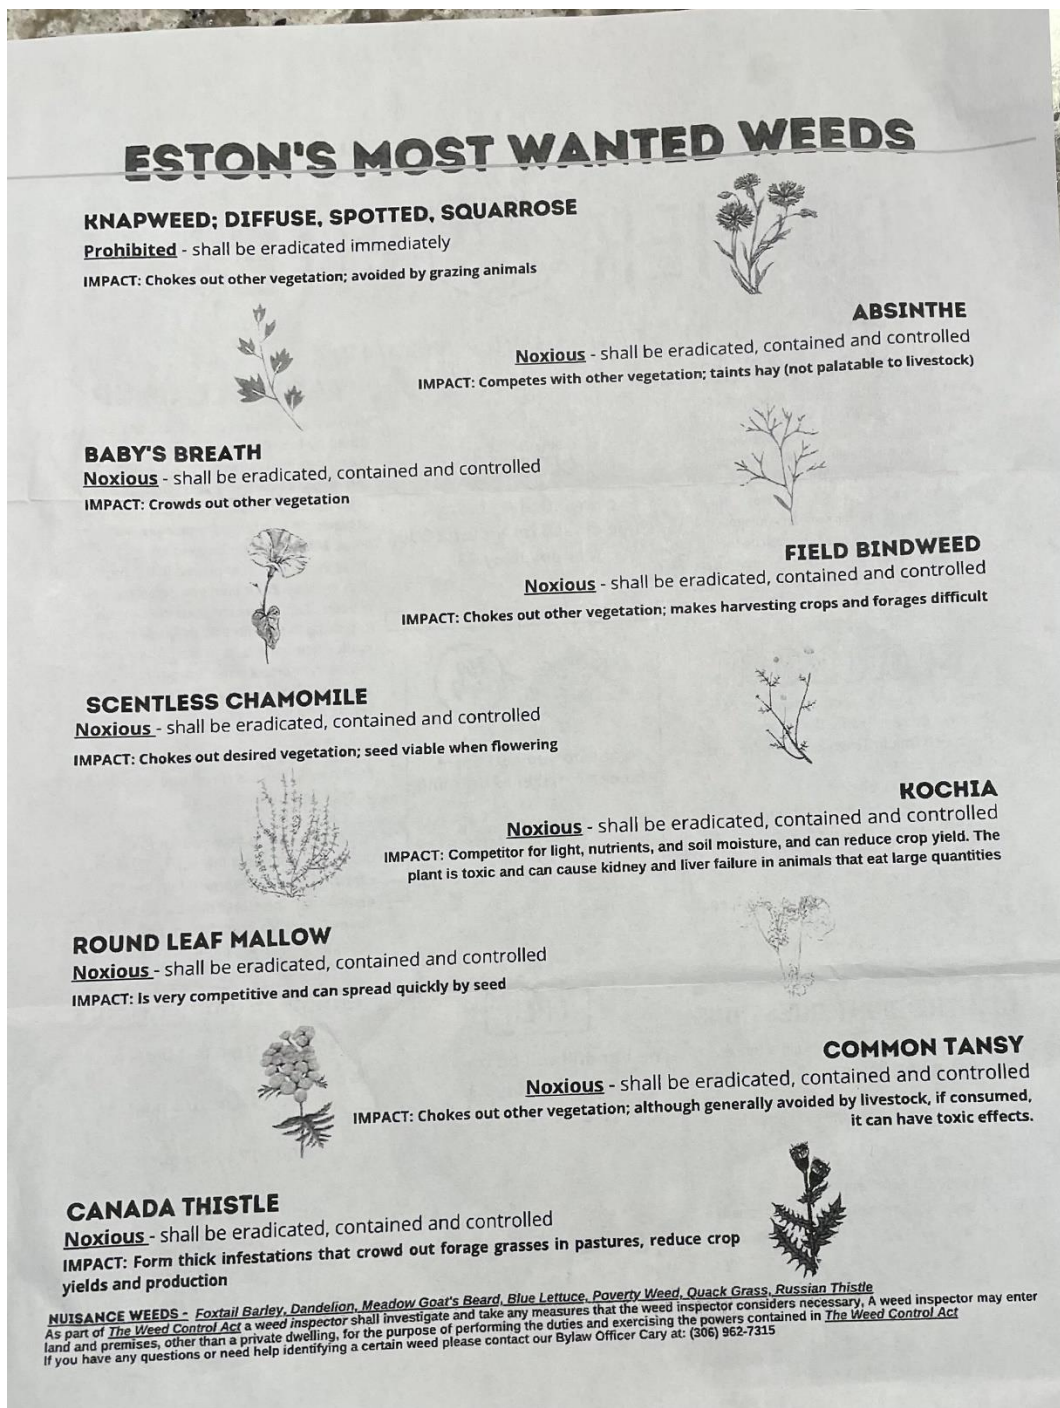 ESTON'S MOST WANTED WEEDS
KNAPWEED; DIFFUSE, SPOTTED, SQUARROSE
Prohibited - shall be eradicated immediately
IMPACT: Chokes out other vegetation; avoided by grazing animals
ABSINTHE
Noxious - shall be eradicated, contained and controlled
IMPACT: Competes with other vegetation; taints hay (not palatable to livestock)
BABY'S BREATH
Noxious - shall be eradicated, contained and controlled
IMPACT: Crowds out other vegetation
FIELD BINDWEED
Noxious - shall be eradicated, contained and controlled
IMPACT: Chokes out other vegetation; makes harvesting crops and forages difficult
SCENTLESS CHAMOMILE
Noxious - shall be eradicated, contained and controlled
IMPACT: Chokes out desired vegetation; seed viable when flowering
KOCHIA
Noxious - shall be eradicated, contained and controlled
IMPACT: Competitor for light, nutrients, and soil moisture, and can reduce crop yield. The
plant is toxic and can cause kidney and liver failure in animals that eat large quantities
ROUND LEAF MALLOW
Noxious - shall be eradicated, contained and controlled
IMPACT: Is very competitive and can spread quickly by seed
COMMON TANSY
Noxious - shall be eradicated, contained and controlled
IMPACT: Chokes out other vegetation; although generally avoided by livestock, if consumed,
it can have toxic effects.
CANADA THISTLE
Noxious - shall be eradicated, contained and controlled
IMPACT: Form thick infestations that crowd out forage grasses in pastures, reduce crop
yields and production
NUISANCE WEEDS - Foxtail Barley, Dandelion, Meadow Goat's Beard, Blue Lettuce, Poverty Weed, Quack Grass, Russian Thistle
As part of The Weed Control Act a weed inspector shall investigate and take any measures that the weed inspector considers necessary, A weed inspector may enter
land and premises, other than a private dwelling, for the purpose of performing the duties and exercising the powers contained in The Weed Control Act
If you have any questions or need help identifying a certain weed please contact our Bylaw Officer Cary at: (306) 962-7315